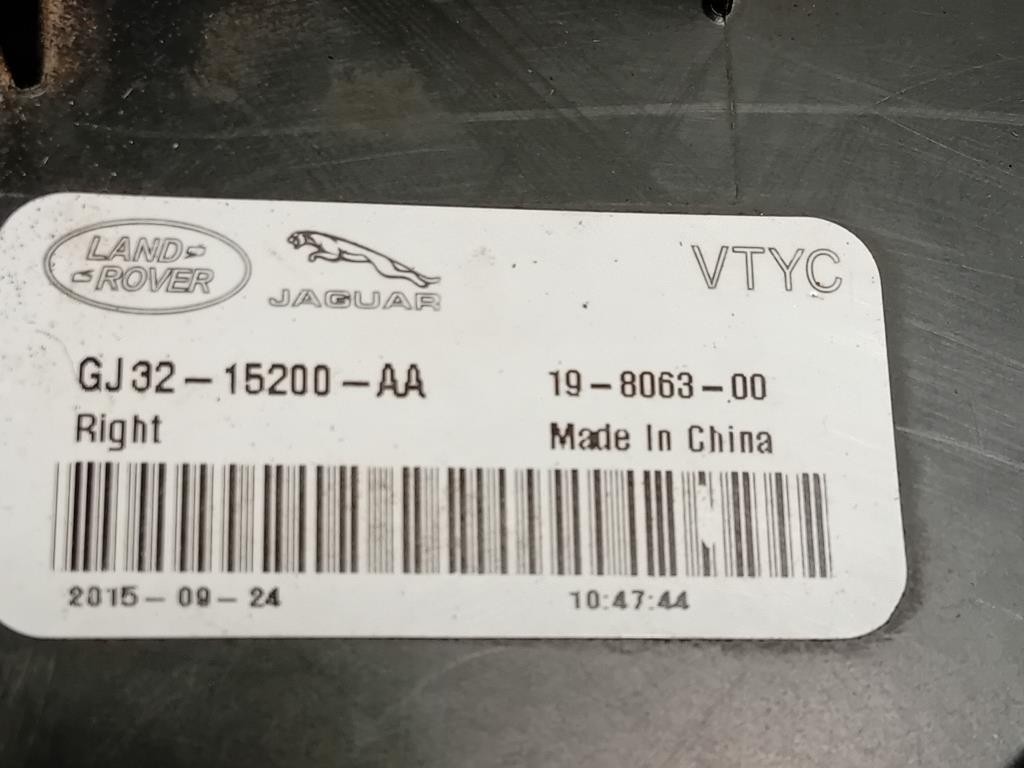 LAND ROVER
JAGUAR
VTYC
GJ32-15200-AA
19-8063-00
Right
Made In China
2015-09-24
10:47:44